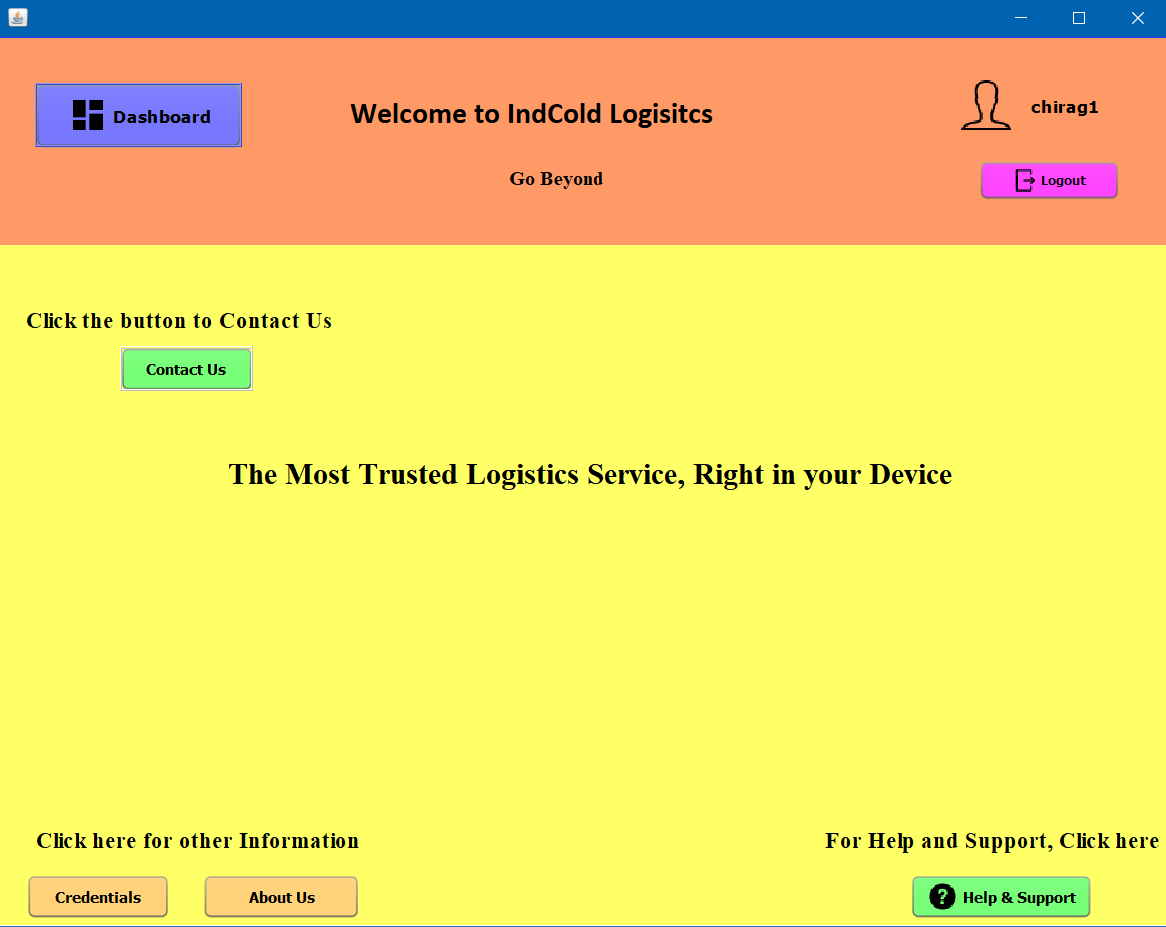 Dashboard
Welcome to IndCold Logisitcs
chirag1
Go Beyond
Logout
Click the button to Contact Us
Contact Us
The Most Trusted Logistics Service, Right in your Device
Click here for other Information
For Help and Support, Click here
Credentials
About Us
? Help & Support